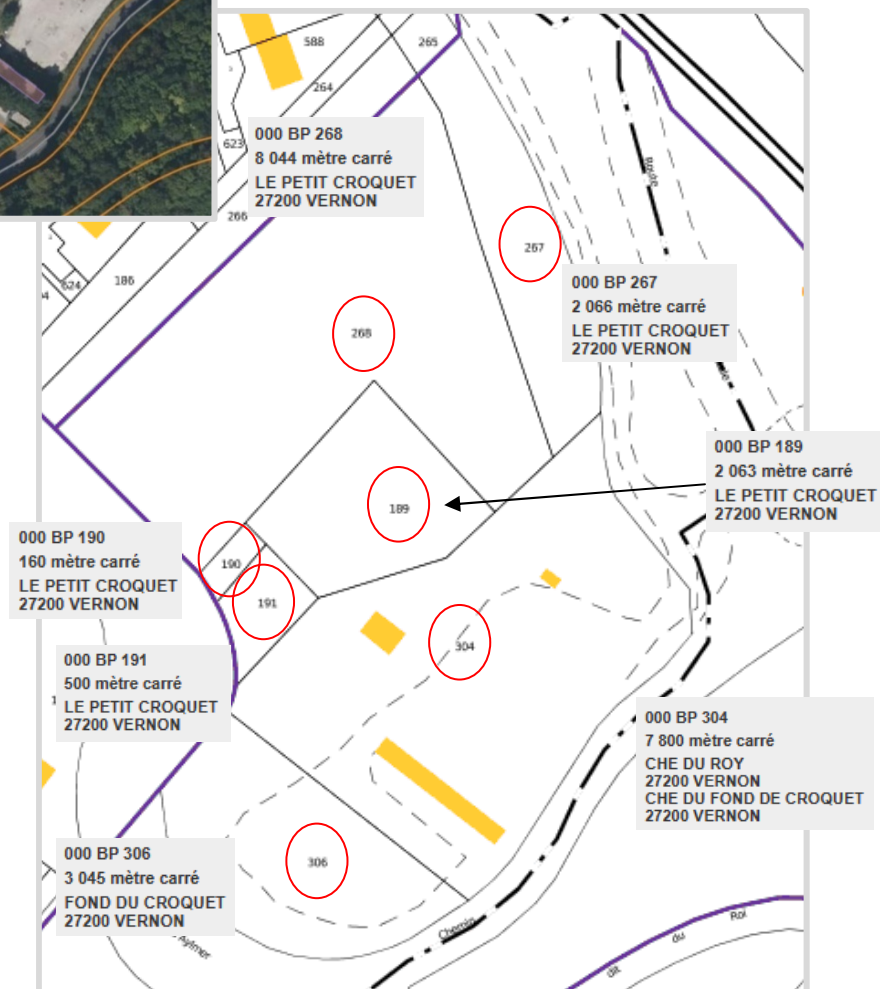 588
265
264
623
266
000 BP 268
8 044 mètre carré
LE PETIT CROQUET
27200 VERNON
Route
267
624
186
000 BP 267
2 066 mètre carré
LE PETIT CROQUET
27200 VERNON
268
000 BP 189
2 063 mètre carré
LE PETIT CROQUET
27200 VERNON
189
000 BP 190
160 mètre carré
LE PETIT CROQUET
27200 VERNON
190
191
304
000 BP 191
500 mètre carré
LE PETIT CROQUET
27200 VERNON
000 BP 304
7 800 mètre carré
CHE DU ROY
27200 VERNON
CHE DU FOND DE CROQUET
27200 VERNON
000 BP 306
3 045 mètre carré
FOND DU CROQUET
27200 VERNON
306
Chemin
dit du Roi
Aylmer